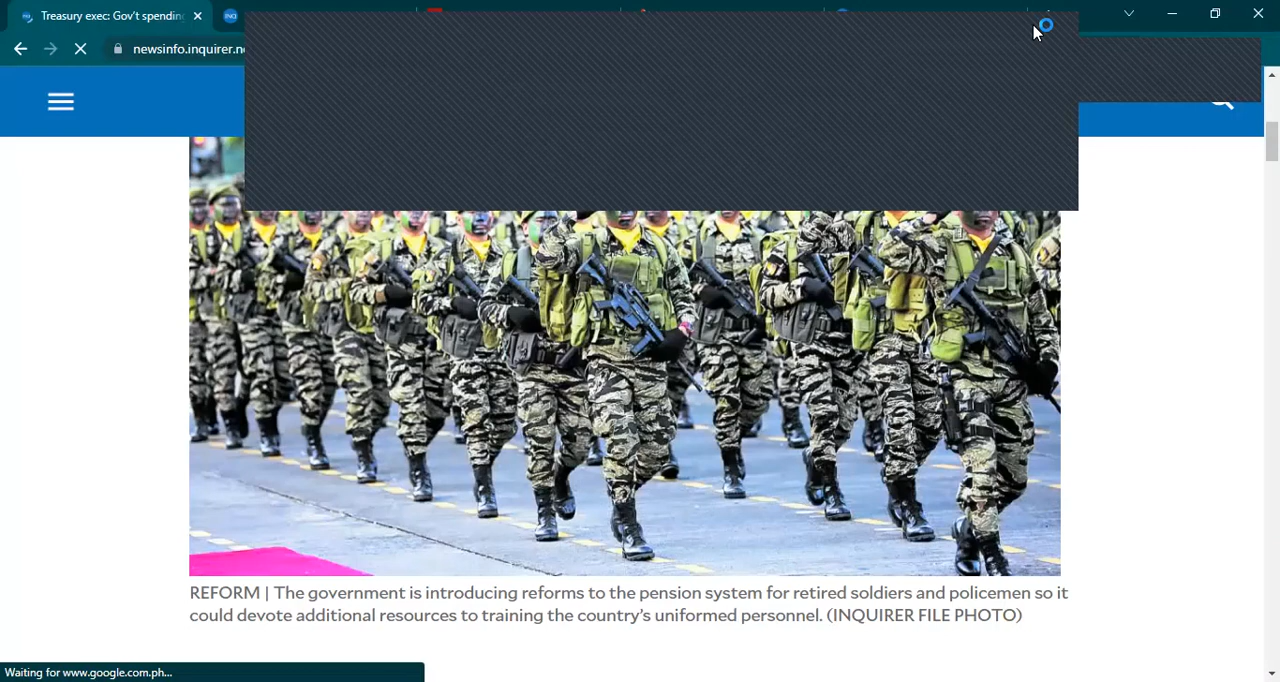 Treasury exec: Gov't spending
INQ
newsinfo.inquirer.ne
REFORM | The government is introducing reforms to the pension system for retired soldiers and policemen so it
could devote additional resources to training the country's uniformed personnel. (INQUIRER FILE PHOTO)
Waiting for www.google.com.ph...